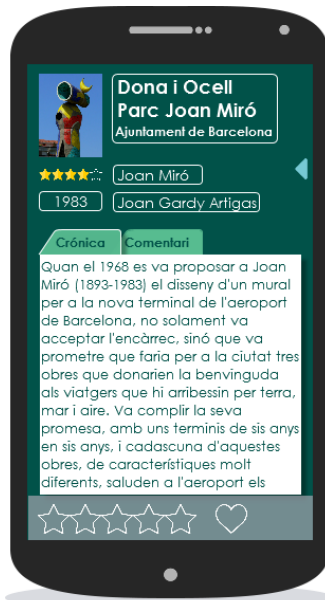 Dona i Ocell
Parc Joan Miró
Ajuntament de Barcelona
Joan Miró
1983
Joan Gardy Artigas
Crónica
Comentari
Quan el 1968 es va proposar a Joan
Miró (1893-1983) el disseny d'un mural
per a la nova terminal de l'aeroport
de Barcelona, no solament va
acceptar l'encàrrec, sinó que va
prometre que faria per a la ciutat tres
obres que donarien la benvinguda
als viatgers que hi arribessin per terra,
mar i aire. Va complir la seva
promesa, amb uns terminis de sis anys
en sis anys, i cadascuna d'aquestes
obres, de característiques molt
diferents, saluden a l'aeroport els